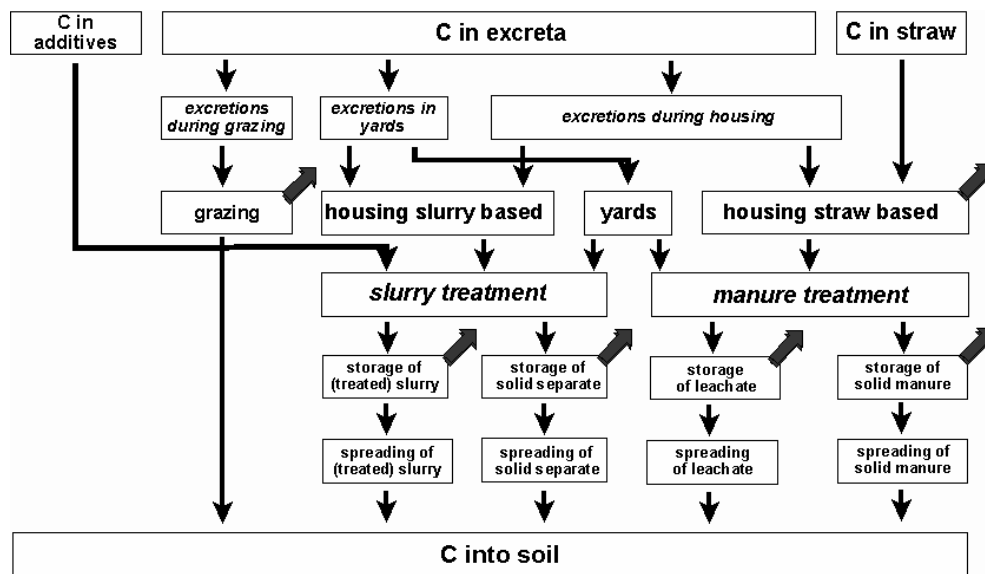 C in
additives
C in excreta
C in straw
excretions
during grazing
excretions in
yards
excretions during housing
grazing
housing slurry based
yards
housing straw based
slurry treatment
manure treatment
storage of
(treated) slurry
storage of
solid separate
storage
of leachate
storage of
solid manure
spreading of
(treated) slurry
spreading of
solid separate
spreading
of leachate
spreading of
solid manure
C into soil